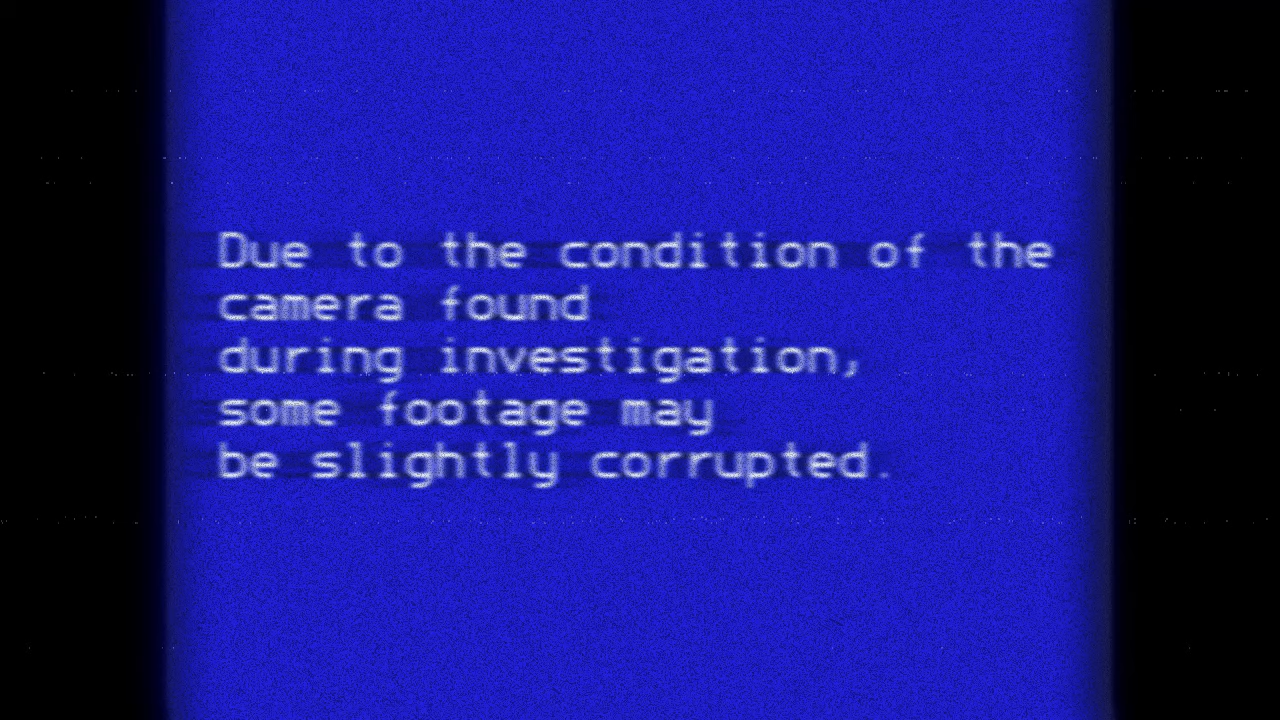 Due to the condition of the
camera found
during investigation,
some footage may
be slightly corrupted.